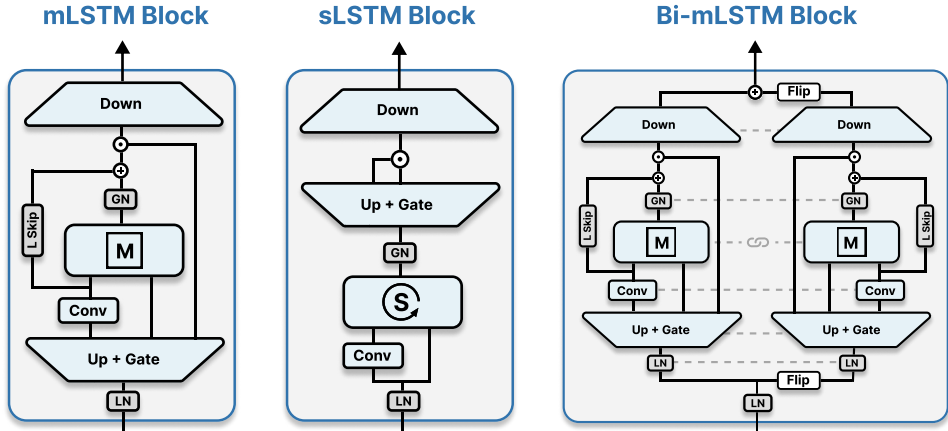 mLSTM Block
Down
GN
L Skip
M
Conv
Up + Gate
LN
sLSTM Block
Down
Up + Gate
GN
S
Conv
LN
Bi-mLSTM Block
Flip
Down
Down
GN
GN
L Skip
M
M
L Skip
Conv
Conv
Up + Gate
Up + Gate
LN
LN
Flip
LN